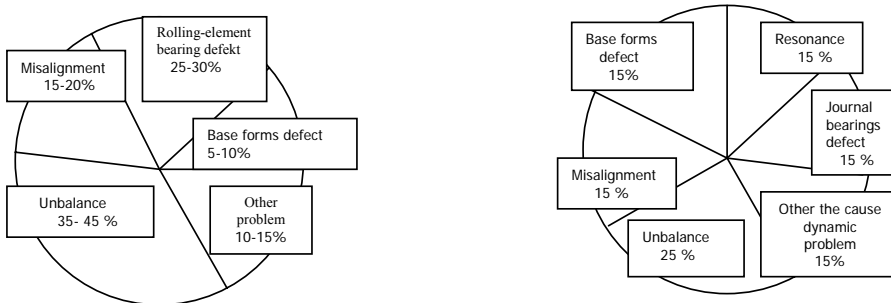 Rolling-element
bearing defekt
25-30%
Misalignment
15-20%
Base forms defect
5-10%
Unbalance
35- 45 %
Other
problem
10-15%
Base forms
defect
15%
Resonance
15 %
Journal
bearings
defect
15 %
Misalignment
15 %
Other the cause
dynamic
problem
15%
Unbalance
25 %